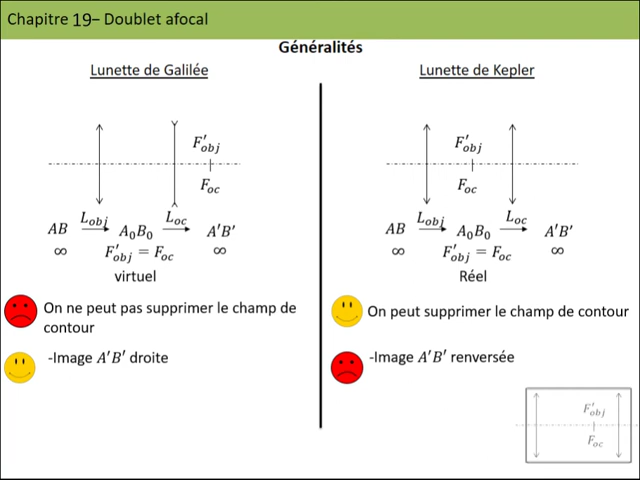 Chapitre 19– Doublet afocal
Généralités
Lunette de Galilée
F'obj
Foc
AB Lobj → A₀B₀ Loc → A'B'
∞ F'obj = Foc ∞
virtuel
On ne peut pas supprimer le champ de
contour
-Image A'B' droite
Lunette de Kepler
F'obj
Foc
AB Lobj → A₀B₀ Loc → A'B'
∞ F'obj = Foc ∞
Réel
On peut supprimer le champ de contour
-Image A'B' renversée
F'obj
Foc